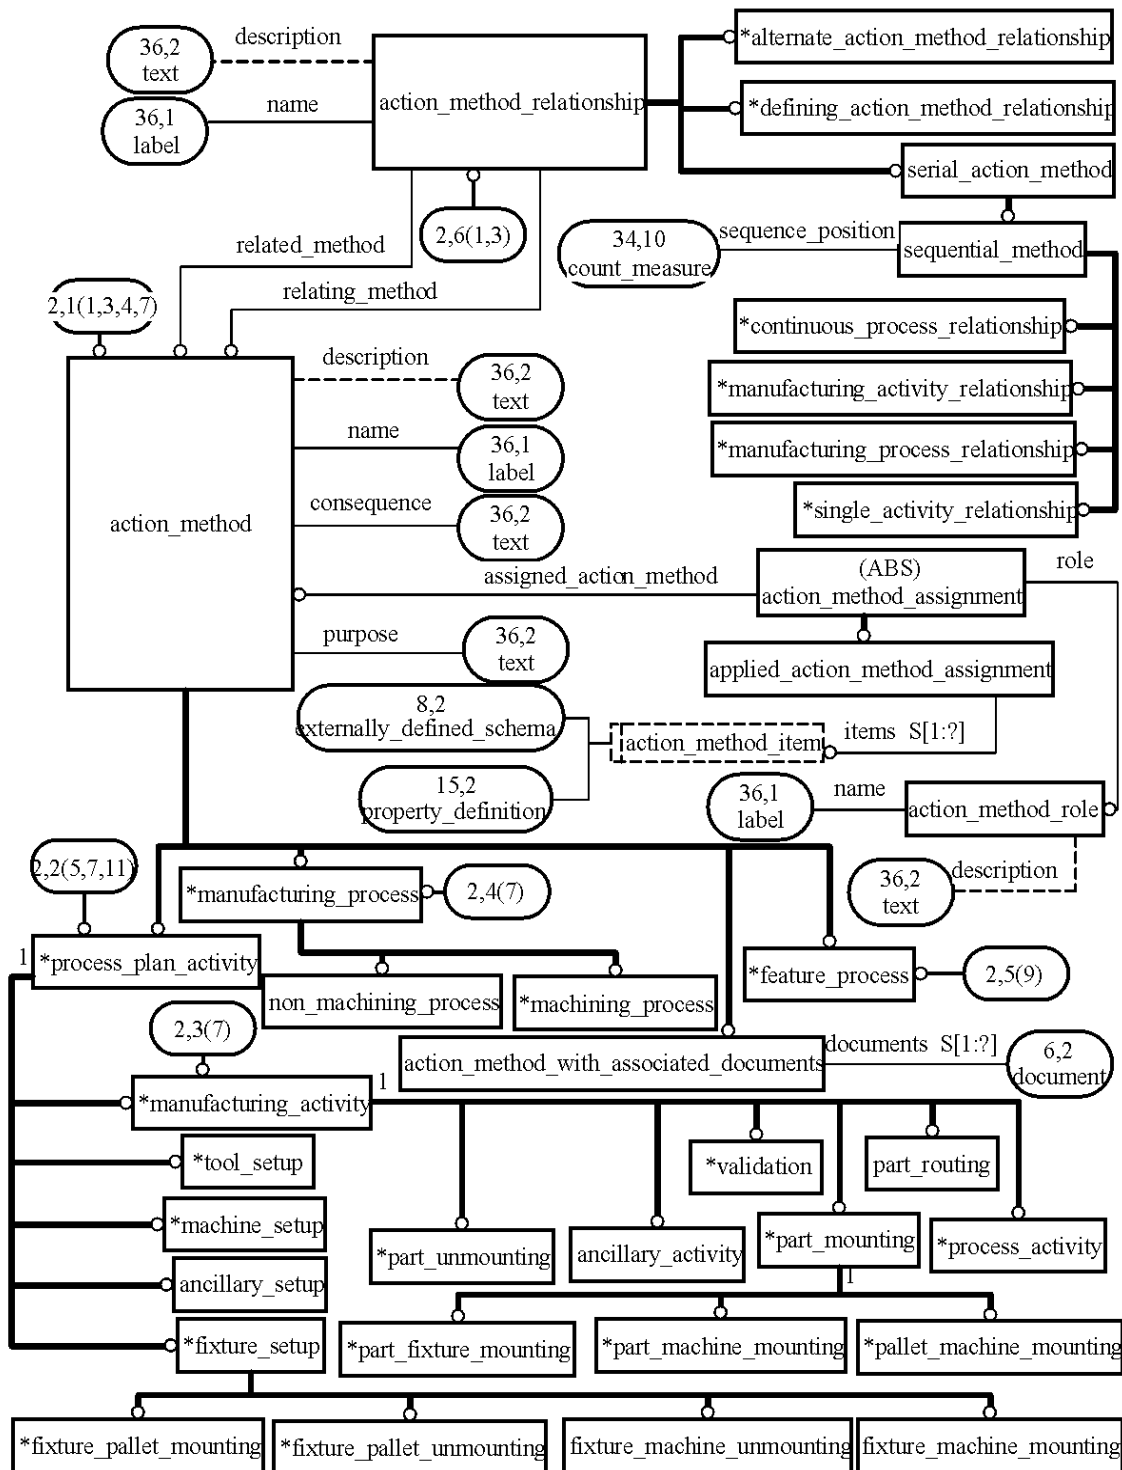 description
36,2
text
name
36,1
label
action_method_relationship
*alternate_action_method_relationship
*defining_action_method_relationship
serial_action_method
2,6(1,3)
related_method
relating_method
34,10
count_measure
sequence_position
sequential_method
2,1(1,3,4,7)
*continuous_process_relationship
*manufacturing_activity_relationship
*manufacturing_process_relationship
*single_activity_relationship
action_method
description
36,2
text
name
36,1
label
consequence
36,2
text
assigned_action_method
(ABS)
action_method_assignment
role
purpose
36,2
text
applied_action_method_assignment
8,2
externally_defined_schema
action_method_item
items S[1:?]
15,2
property_definition
36,1
label
name
action_method_role
description
36,2
text
2,2(5,7,11)
*manufacturing_process
2,4(7)
1
*process_plan_activity
non_machining_process
*machining_process
*feature_process
2,5(9)
2,3(7)
action_method_with_associated_documents
documents S[1:?]
6,2
document
*manufacturing_activity
1
*tool_setup
*machine_setup
ancillary_setup
*fixture_setup
*validation
part_routing
*part_unmounting
ancillary_activity
*part_mounting
*process_activity
1
*part_fixture_mounting
*part_machine_mounting
*pallet_machine_mounting
*fixture_pallet_mounting
*fixture_pallet_unmounting
fixture_machine_unmounting
fixture_machine_mounting